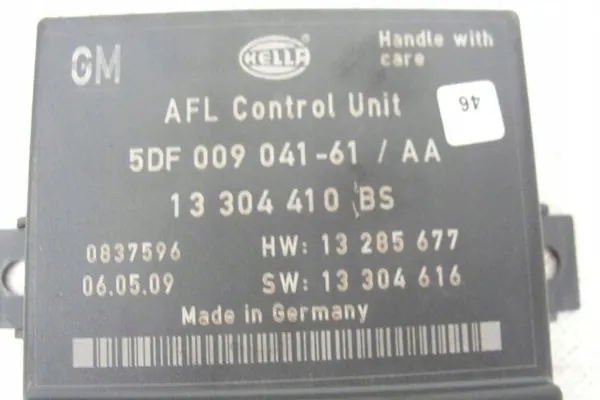 GM
HELLA
Handle with
care
AFL Control Unit
46
5DF 009 041-61 / AA
13 304 410 BS
0837596
HW: 13 285 677
06.05.09
SW: 13 304 616
Made in Germany